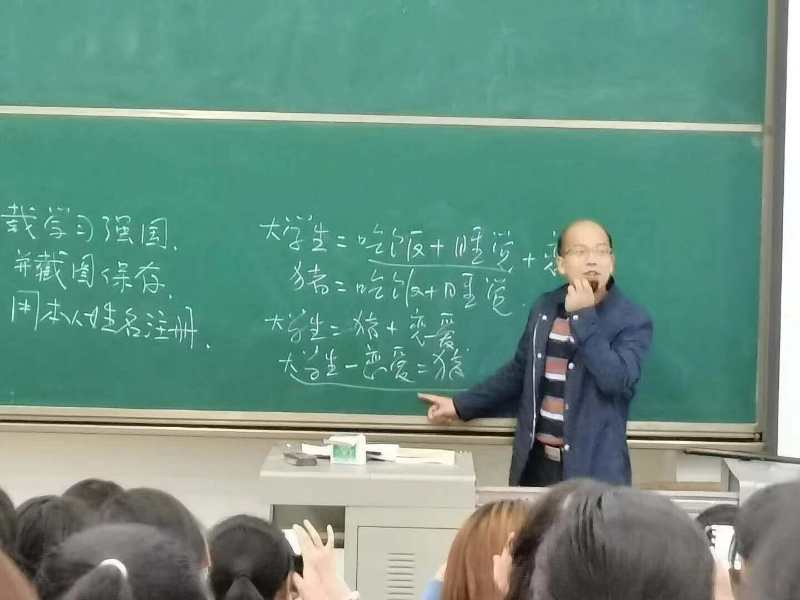 载学习强国.
并截图保存.
用本人姓名注册.
大学生=吃饭+睡觉+恋
猪=吃饭+睡觉.
大学生=猪+恋爱
大学生-恋爱=猪